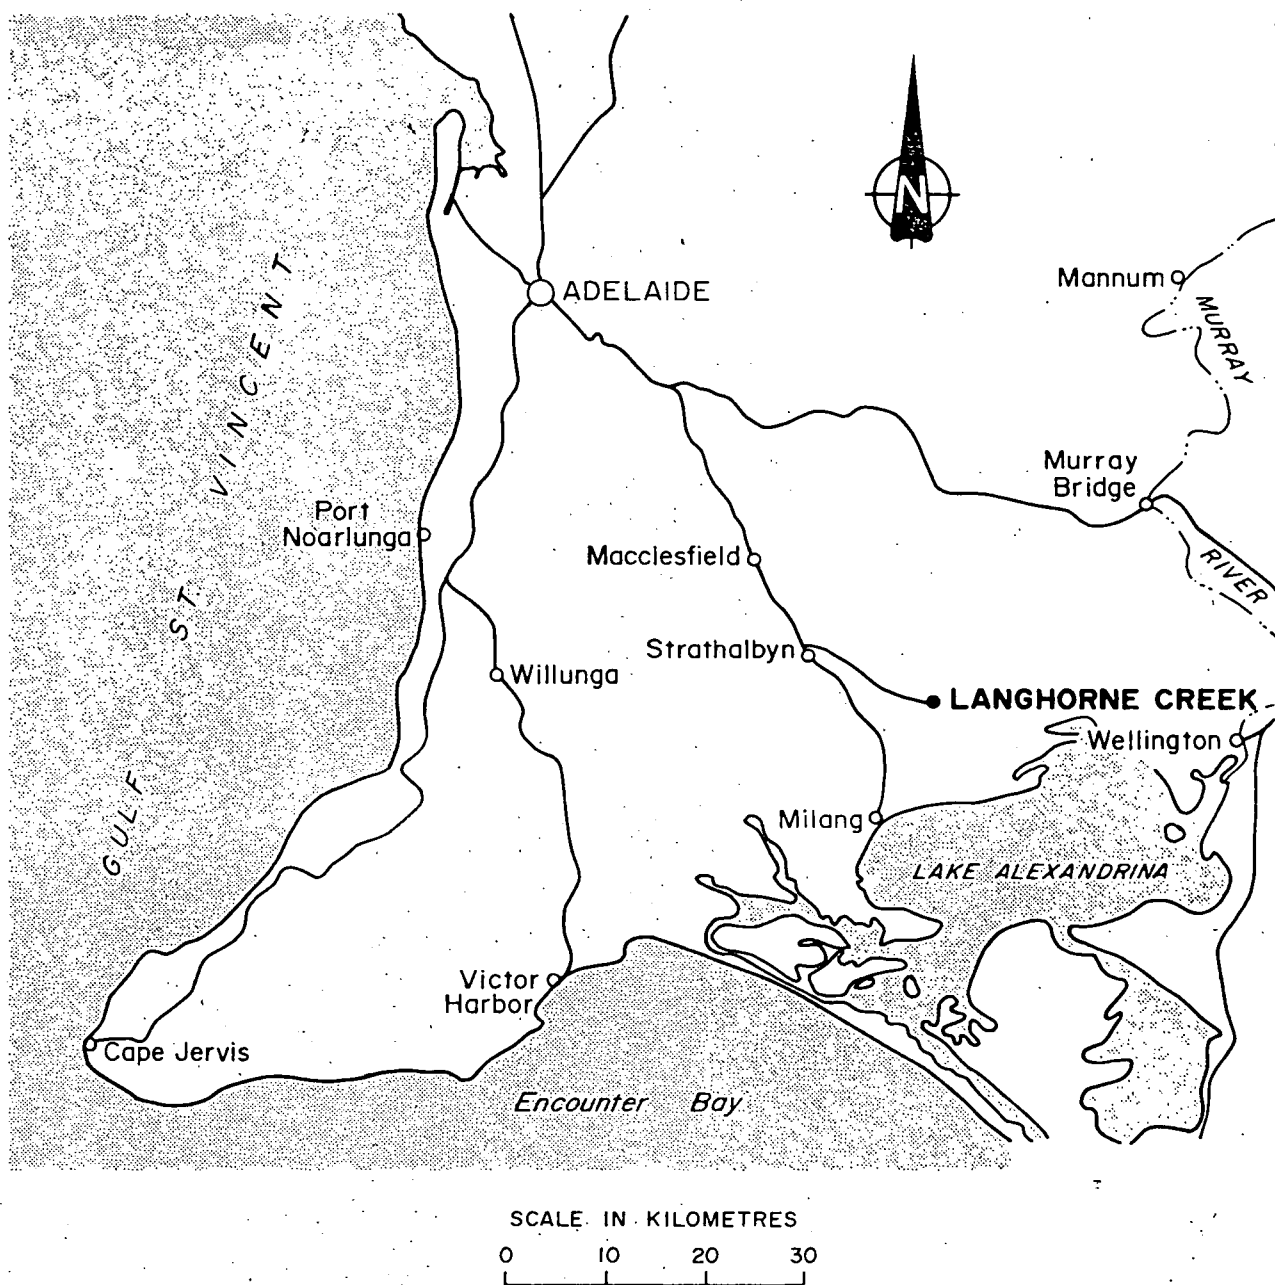 N
ADELAIDE
Mannum
MURRAY
GULF ST. VINCENT
Murray
Bridge
Port
Noarlunga
Macclesfield
RIVER
Strathalbyn
Willunga
LANGHORNE CREEK
Wellington
Milang
LAKE ALEXANDRINA
Victor
Harbor
Cape Jervis
Encounter Bay
SCALE IN KILOMETRES
0 10 20 30